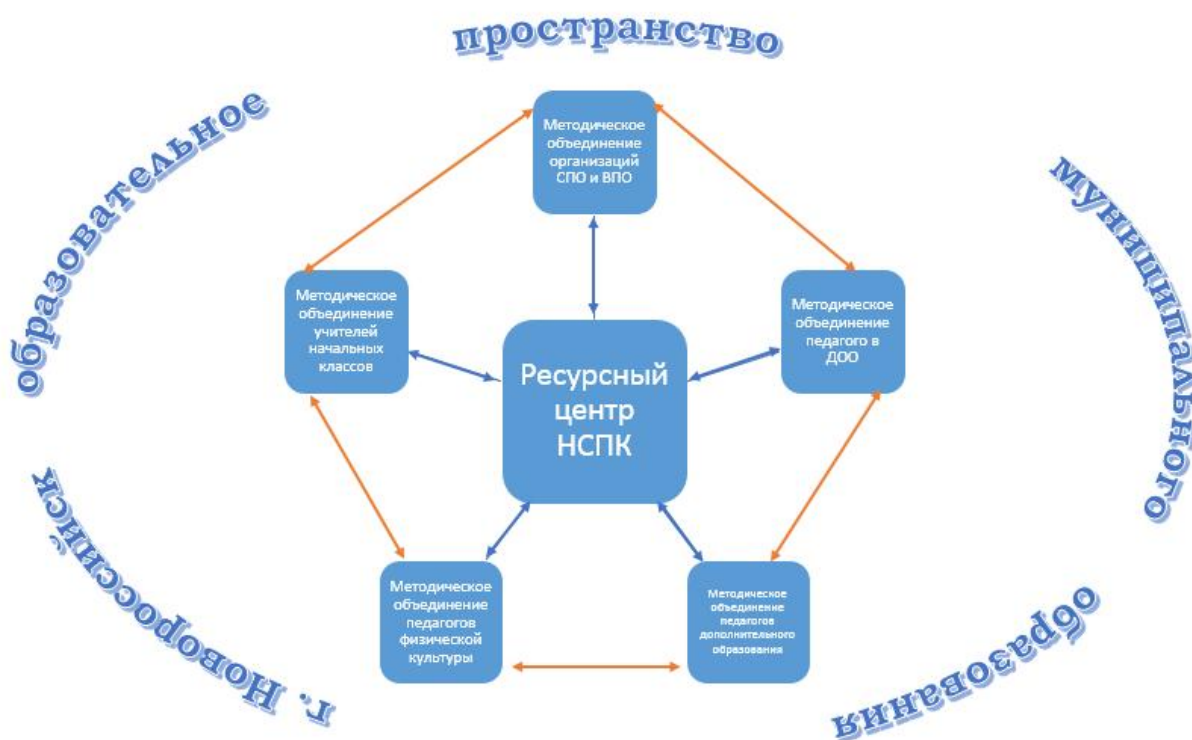 образовательное
пространство
муниципального
образования
г. Новороссийск
Методическое
объединение
организаций
СПО и ВПО
Методическое
объединение
учителей
начальных
классов
Методическое
объединение
педагого в
ДОО
Ресурсный
центр
НСПК
Методическое
объединение
педагогов
физической
культуры
Методическое
объединение
педагогов
дополнительного
образования